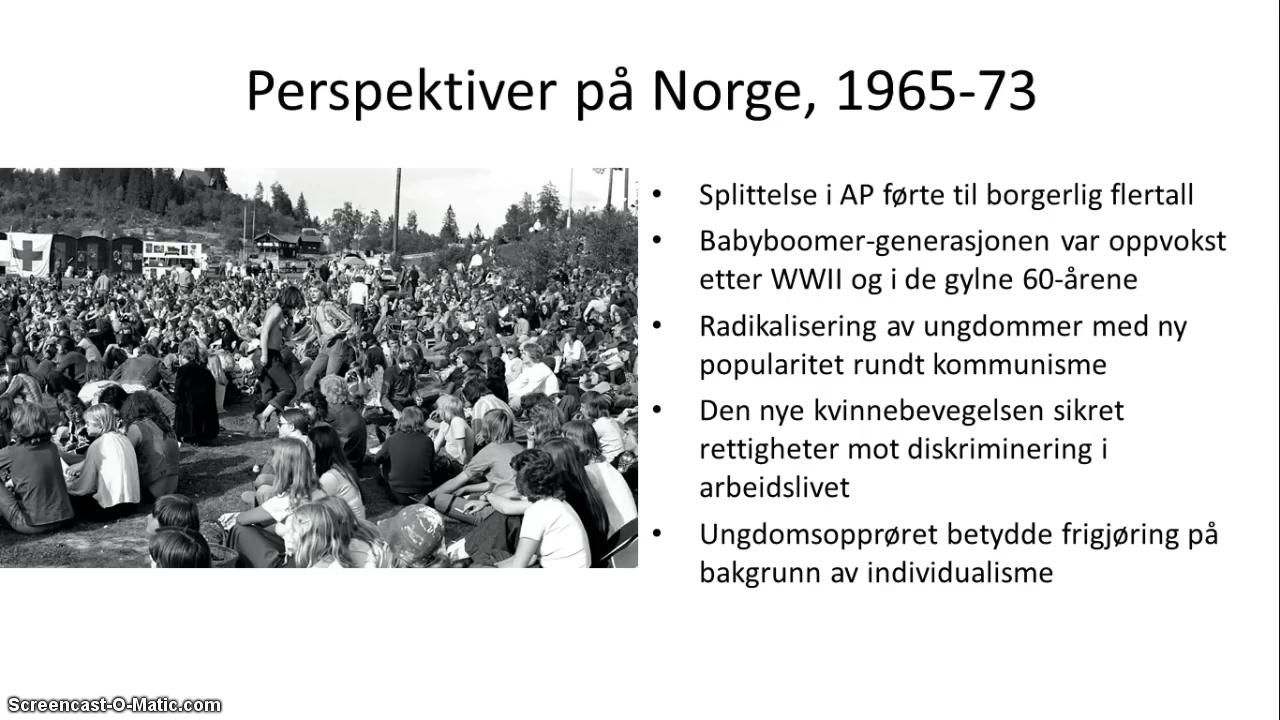 Perspektiver på Norge, 1965-73
• Splittelse i AP førte til borgerlig flertall
• Babyboomer-generasjonen var oppvokst
etter WWII og i de gylne 60-årene
• Radikalisering av ungdommer med ny
popularitet rundt kommunisme
• Den nye kvinnebevegelsen sikret
rettigheter mot diskriminering i
arbeidslivet
• Ungdomsopprøret betydde frigjøring på
bakgrunn av individualisme
Screencast-O-Matic.com